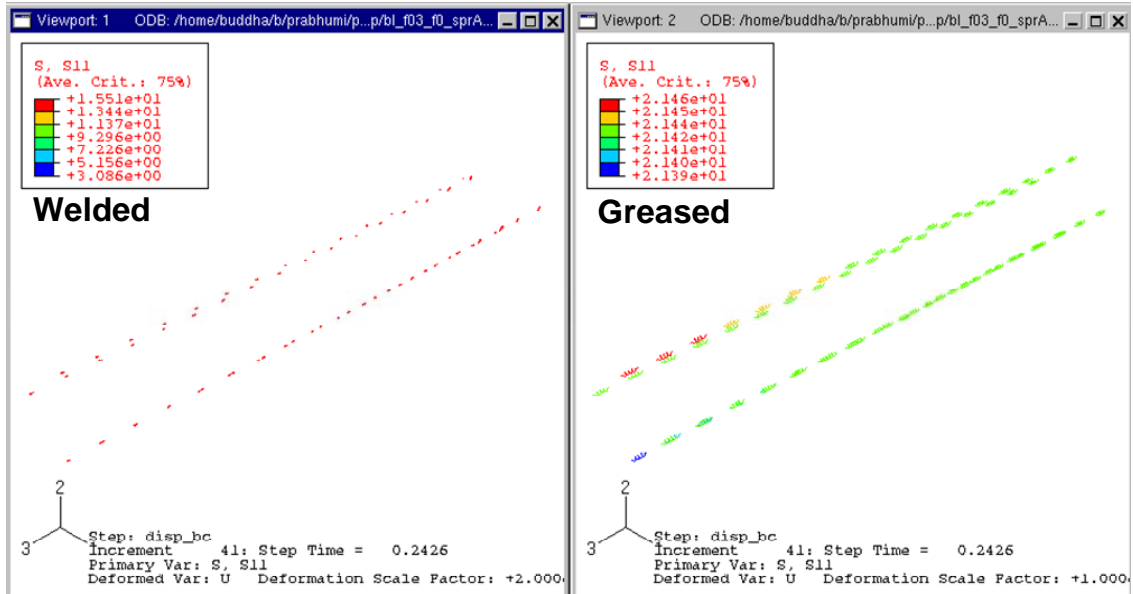 Viewport: 1 ODB: /home/buddha/b/prabhumi/p...p/bl_f03_f0_sprA...
S, S11
(Ave. Crit.: 75%)
+1.551e+01
+1.344e+01
+1.137e+01
+9.296e+00
+7.226e+00
+5.156e+00
+3.086e+00
Welded
2
3
Step: disp_bc
Increment 41: Step Time = 0.2426
Primary Var: S, S11
Deformed Var: U Deformation Scale Factor: +2.000
Viewport: 2 ODB: /home/buddha/b/prabhumi/p...p/bl_f03_f0_sprA...
S, S11
(Ave. Crit.: 75%)
+2.146e+01
+2.145e+01
+2.144e+01
+2.142e+01
+2.141e+01
+2.140e+01
+2.139e+01
Greased
2
3
Step: disp_bc
Increment 41: Step Time = 0.2426
Primary Var: S, S11
Deformed Var: U Deformation Scale Factor: +1.000